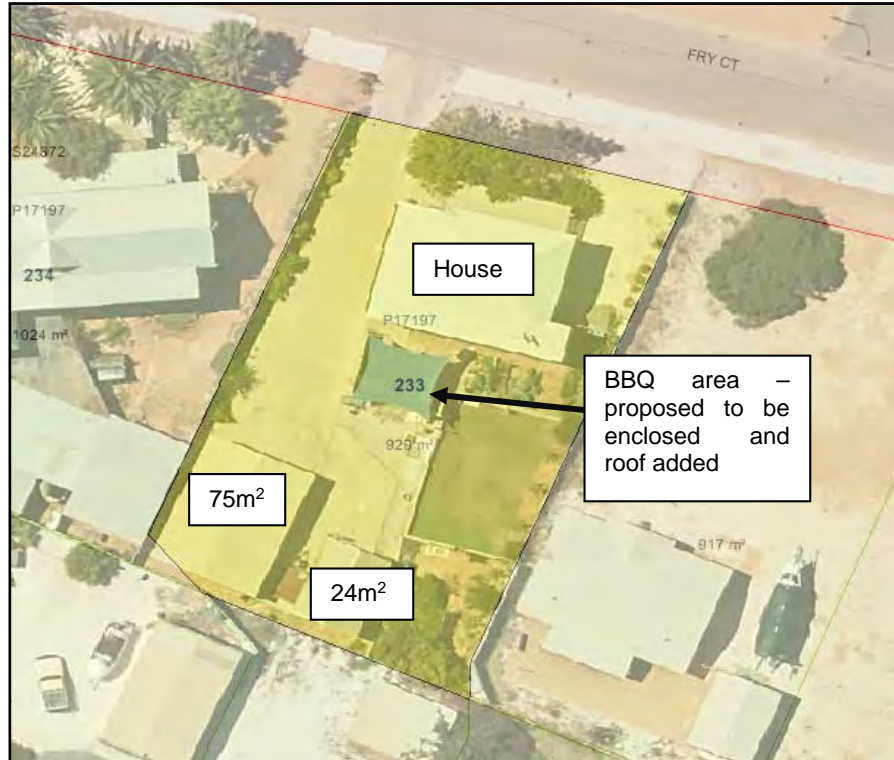 FRY CT
S24872
P17197
234
1024 m²
House
P17197
233
929 m²
BBQ area –
proposed to be
enclosed and
roof added
75m²
24m²
917 m²